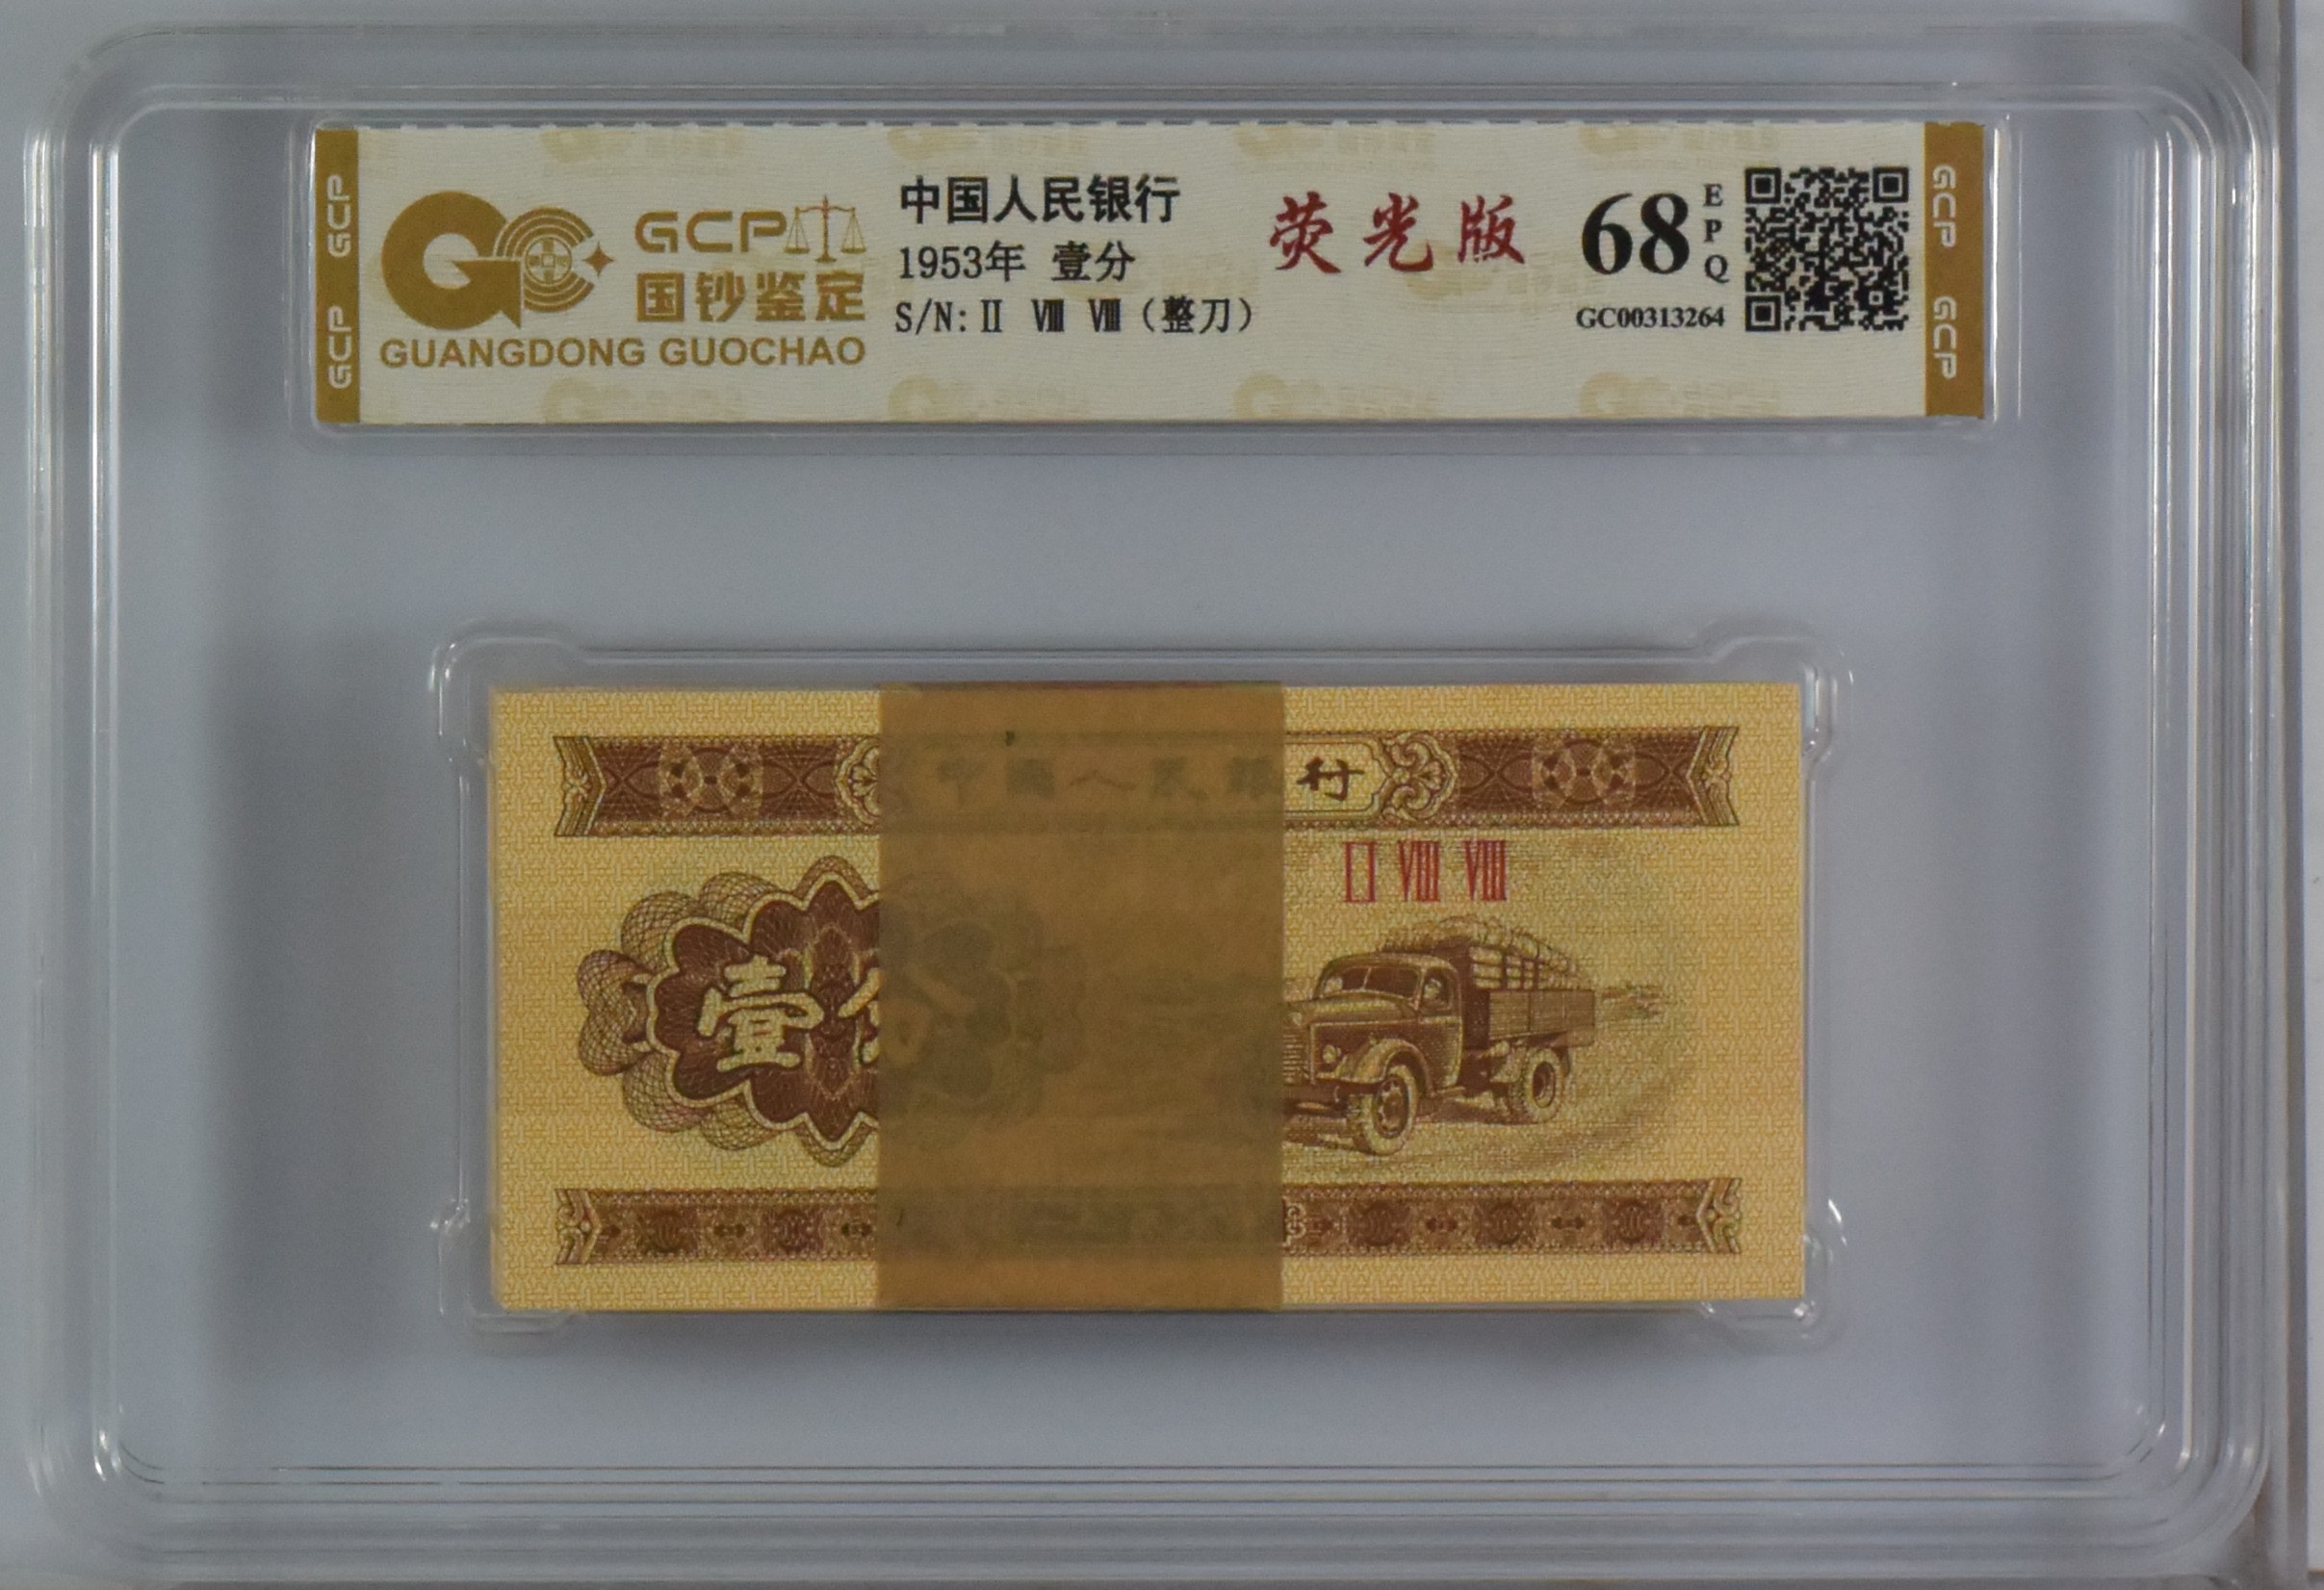 GCP GCP
GCP
国钞鉴定
GUANGDONG GUOCHAO
中国人民银行
1953年 壹分
S/N: II VIII VIII（整刀）
荧光版
68 EPQ
GC00313264
GCP GCP
中国人民银行
II VIII VIII
壹分